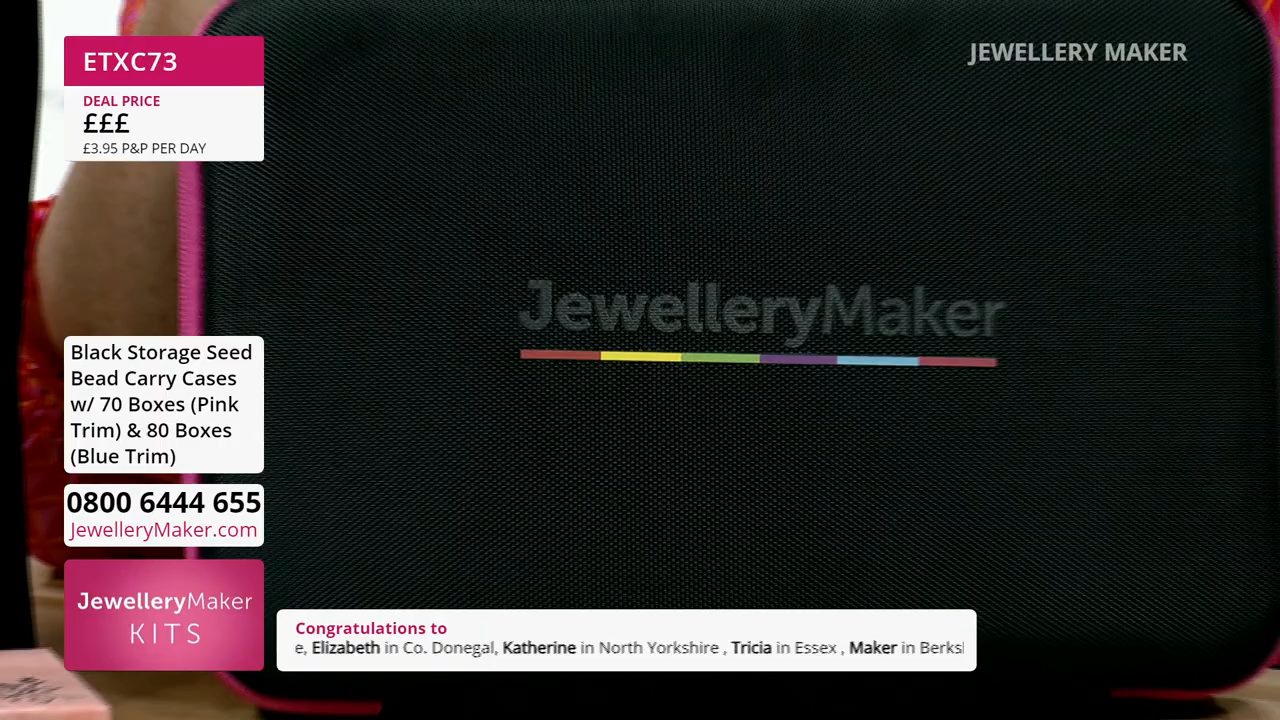 ETXC73
DEAL PRICE
£££
£3.95 P&P PER DAY
JEWELLERY MAKER
JewelleryMaker
Black Storage Seed
Bead Carry Cases
w/ 70 Boxes (Pink
Trim) & 80 Boxes
(Blue Trim)
0800 6444 655
JewelleryMaker.com
JewelleryMaker
KITS
Congratulations to
e, Elizabeth in Co. Donegal, Katherine in North Yorkshire , Tricia in Essex , Maker in Berks